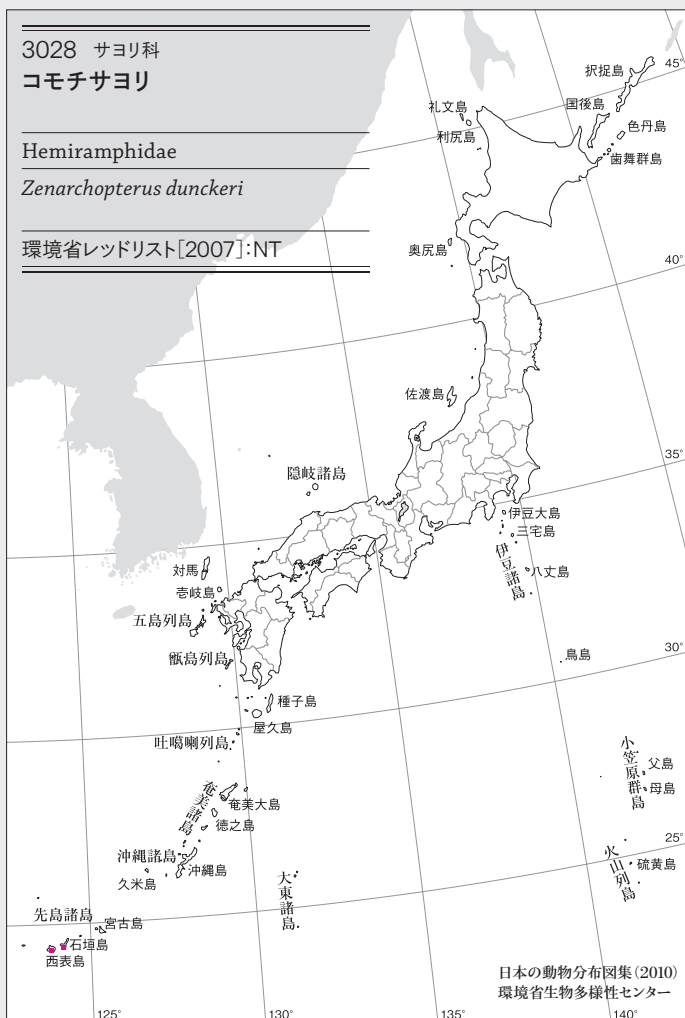 3028 サヨリ科
コモチサヨリ
Hemiramphidae
Zenarchopterus dunckeri
環境省レッドリスト[2007]:NT
45°
択捉島
国後島
礼文島
色丹島
利尻島
歯舞群島
奥尻島
40°
佐渡島
35°
隠岐諸島
伊豆大島
三宅島
伊豆諸島
八丈島
対馬
壱岐島
五島列島
甑島列島
鳥島
30°
種子島
屋久島
吐噶喇列島
小笠原群島
父島
母島
奄美諸島
奄美大島
徳之島
25°
沖縄諸島
沖縄島
久米島
火山列島
硫黄島
大東諸島
先島諸島
宮古島
石垣島
西表島
日本の動物分布図集(2010)
環境省生物多様性センター
125°
130°
135°
140°